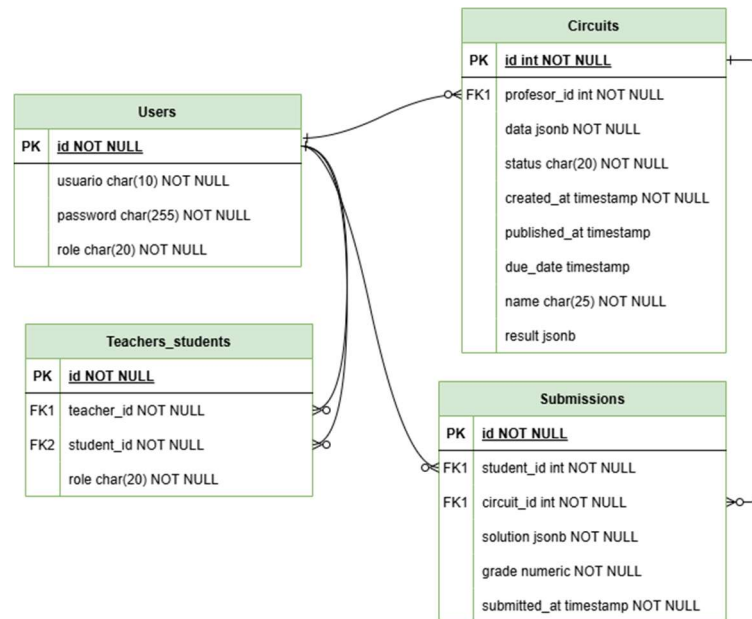 Circuits
PK id int NOT NULL
FK1 profesor_id int NOT NULL
data jsonb NOT NULL
status char(20) NOT NULL
created_at timestamp NOT NULL
published_at timestamp
due_date timestamp
name char(25) NOT NULL
result jsonb
Users
PK id NOT NULL
usuario char(10) NOT NULL
password char(255) NOT NULL
role char(20) NOT NULL
Teachers_students
PK id NOT NULL
FK1 teacher_id NOT NULL
FK2 student_id NOT NULL
role char(20) NOT NULL
Submissions
PK id NOT NULL
FK1 student_id int NOT NULL
FK1 circuit_id int NOT NULL
solution jsonb NOT NULL
grade numeric NOT NULL
submitted_at timestamp NOT NULL